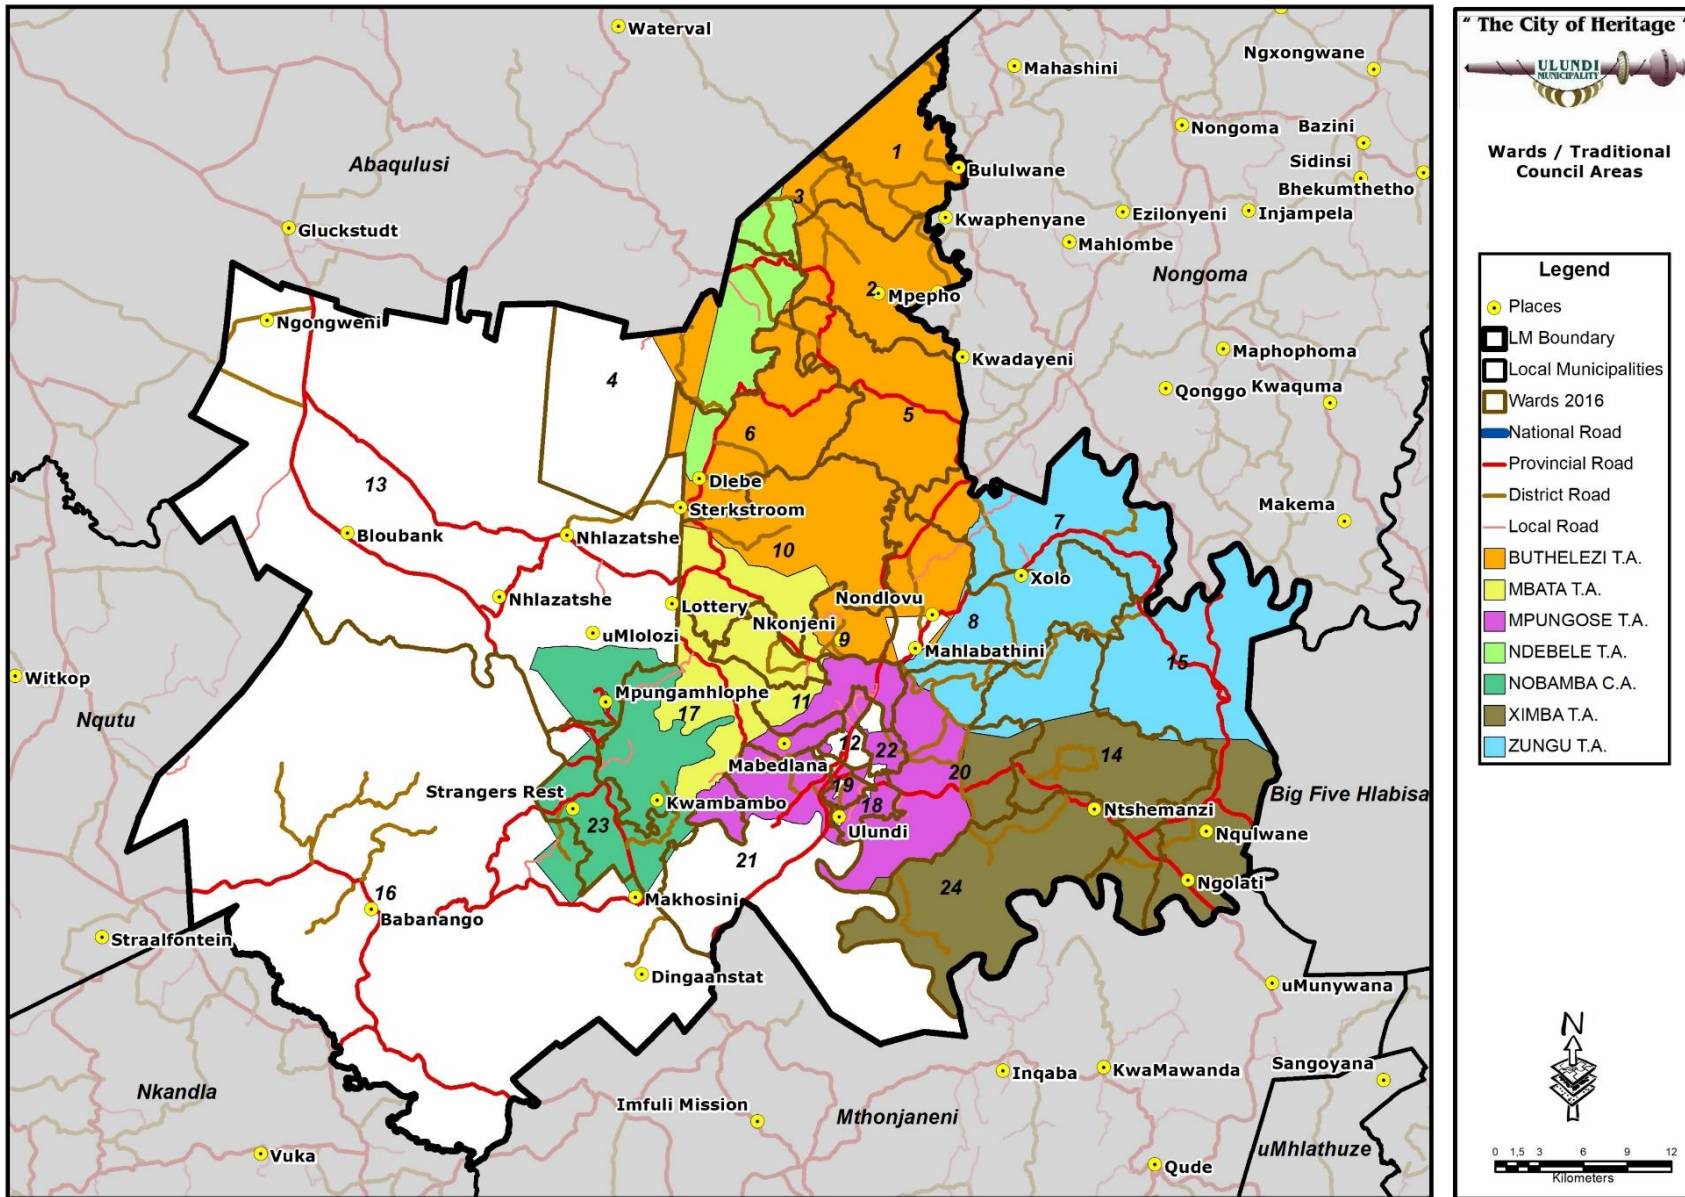 Waterval
Mahashini
Ngxongwane
Nongoma
Bazini
Sidinsi
Bhekumthetho
Abaqulusi
1
Bululwane
3
Kwaphenyane
Ezilonyeni
Injampela
Gluckstudt
Mahlombe
Nongoma
2
Mpepho
Ngongweni
Kwadayeni
Maphophoma
4
Qonggo
Kwaquma
5
6
Dlebe
13
Sterkstroom
Makema
7
Bloubank
Nhlazatshe
10
Xolo
Nhlazatshe
Lottery
Nondlovu
Nkonjeni
8
uMlolozi
9
Mahlabathini
15
Witkop
Mpungamhlophe
11
17
Nqutu
12
22
14
Mabedlana
20
19
Strangers Rest
Kwambambo
18
Ntshemanzi
Big Five Hlabisa
23
Ulundi
Nqulwane
21
24
Ngolati
16
Makhosini
Babanango
Straalfontein
Dingaanstat
uMunywana
Inqaba
KwaMawanda
Sangoyana
Nkandla
Imfuli Mission
Mthonjaneni
uMhlathuze
Vuka
Qude
" The City of Heritage "
ULUNDI
MUNICIPALITY
Wards / Traditional
Council Areas
Legend
Places
LM Boundary
Local Municipalities
Wards 2016
National Road
Provincial Road
District Road
Local Road
BUTHELEZI T.A.
MBATA T.A.
MPUNGOSE T.A.
NDEBELE T.A.
NOBAMBA C.A.
XIMBA T.A.
ZUNGU T.A.
N
0 1,5 3 6 9 12
Kilometers